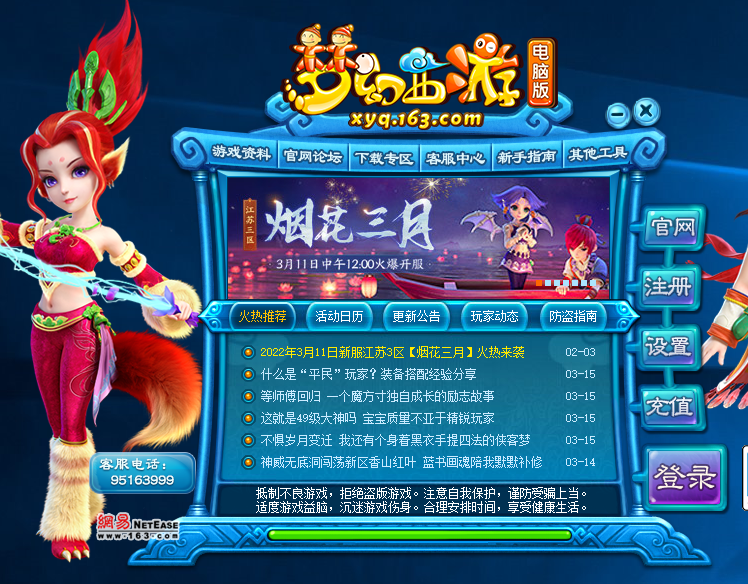 梦幻西游
电脑版
xyq.163.com
游戏资料 官网论坛 下载专区 客服中心 新手指南 其他工具
江苏三区
烟花三月
3月11日中午12:00火爆开服
官网
注册
设置
充值
登录
火热推荐 活动日历 更新公告 玩家动态 防盗指南
2022年3月11日新服江苏3区【烟花三月】火热来袭 02-03
什么是“平民”玩家？装备搭配经验分享 03-15
等师傅回归 一个魔方寸独自成长的励志故事 03-15
这就是49级大神吗 宝宝质量不亚于精锐玩家 03-15
不惧岁月变迁 我还有个身着黑衣手提四法的侠客梦 03-15
神威无底洞闯荡新区香山红叶 蓝书画魂陪我默默补修 03-14
客服电话：
95163999
抵制不良游戏，拒绝盗版游戏。注意自我保护，谨防受骗上当。
适度游戏益脑，沉迷游戏伤身。合理安排时间，享受健康生活。
網易 NETEASE
www.163.com